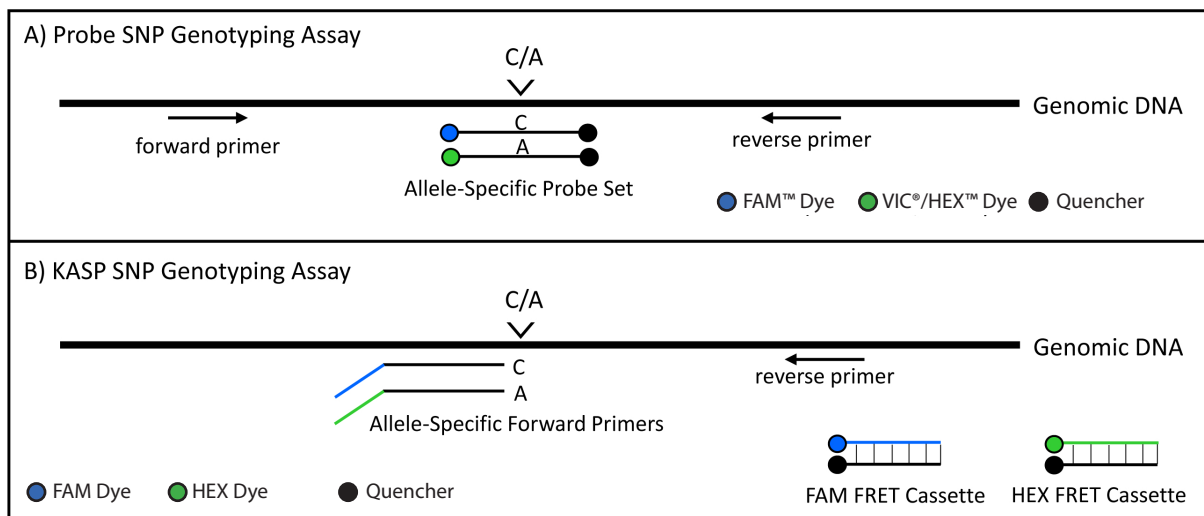 A) Probe SNP Genotyping Assay
C/A
Genomic DNA
forward primer
C
A
reverse primer
Allele-Specific Probe Set
FAM™ Dye VIC®/HEX™ Dye Quencher
B) KASP SNP Genotyping Assay
C/A
Genomic DNA
C
A
reverse primer
Allele-Specific Forward Primers
FAM Dye HEX Dye Quencher
FAM FRET Cassette HEX FRET Cassette